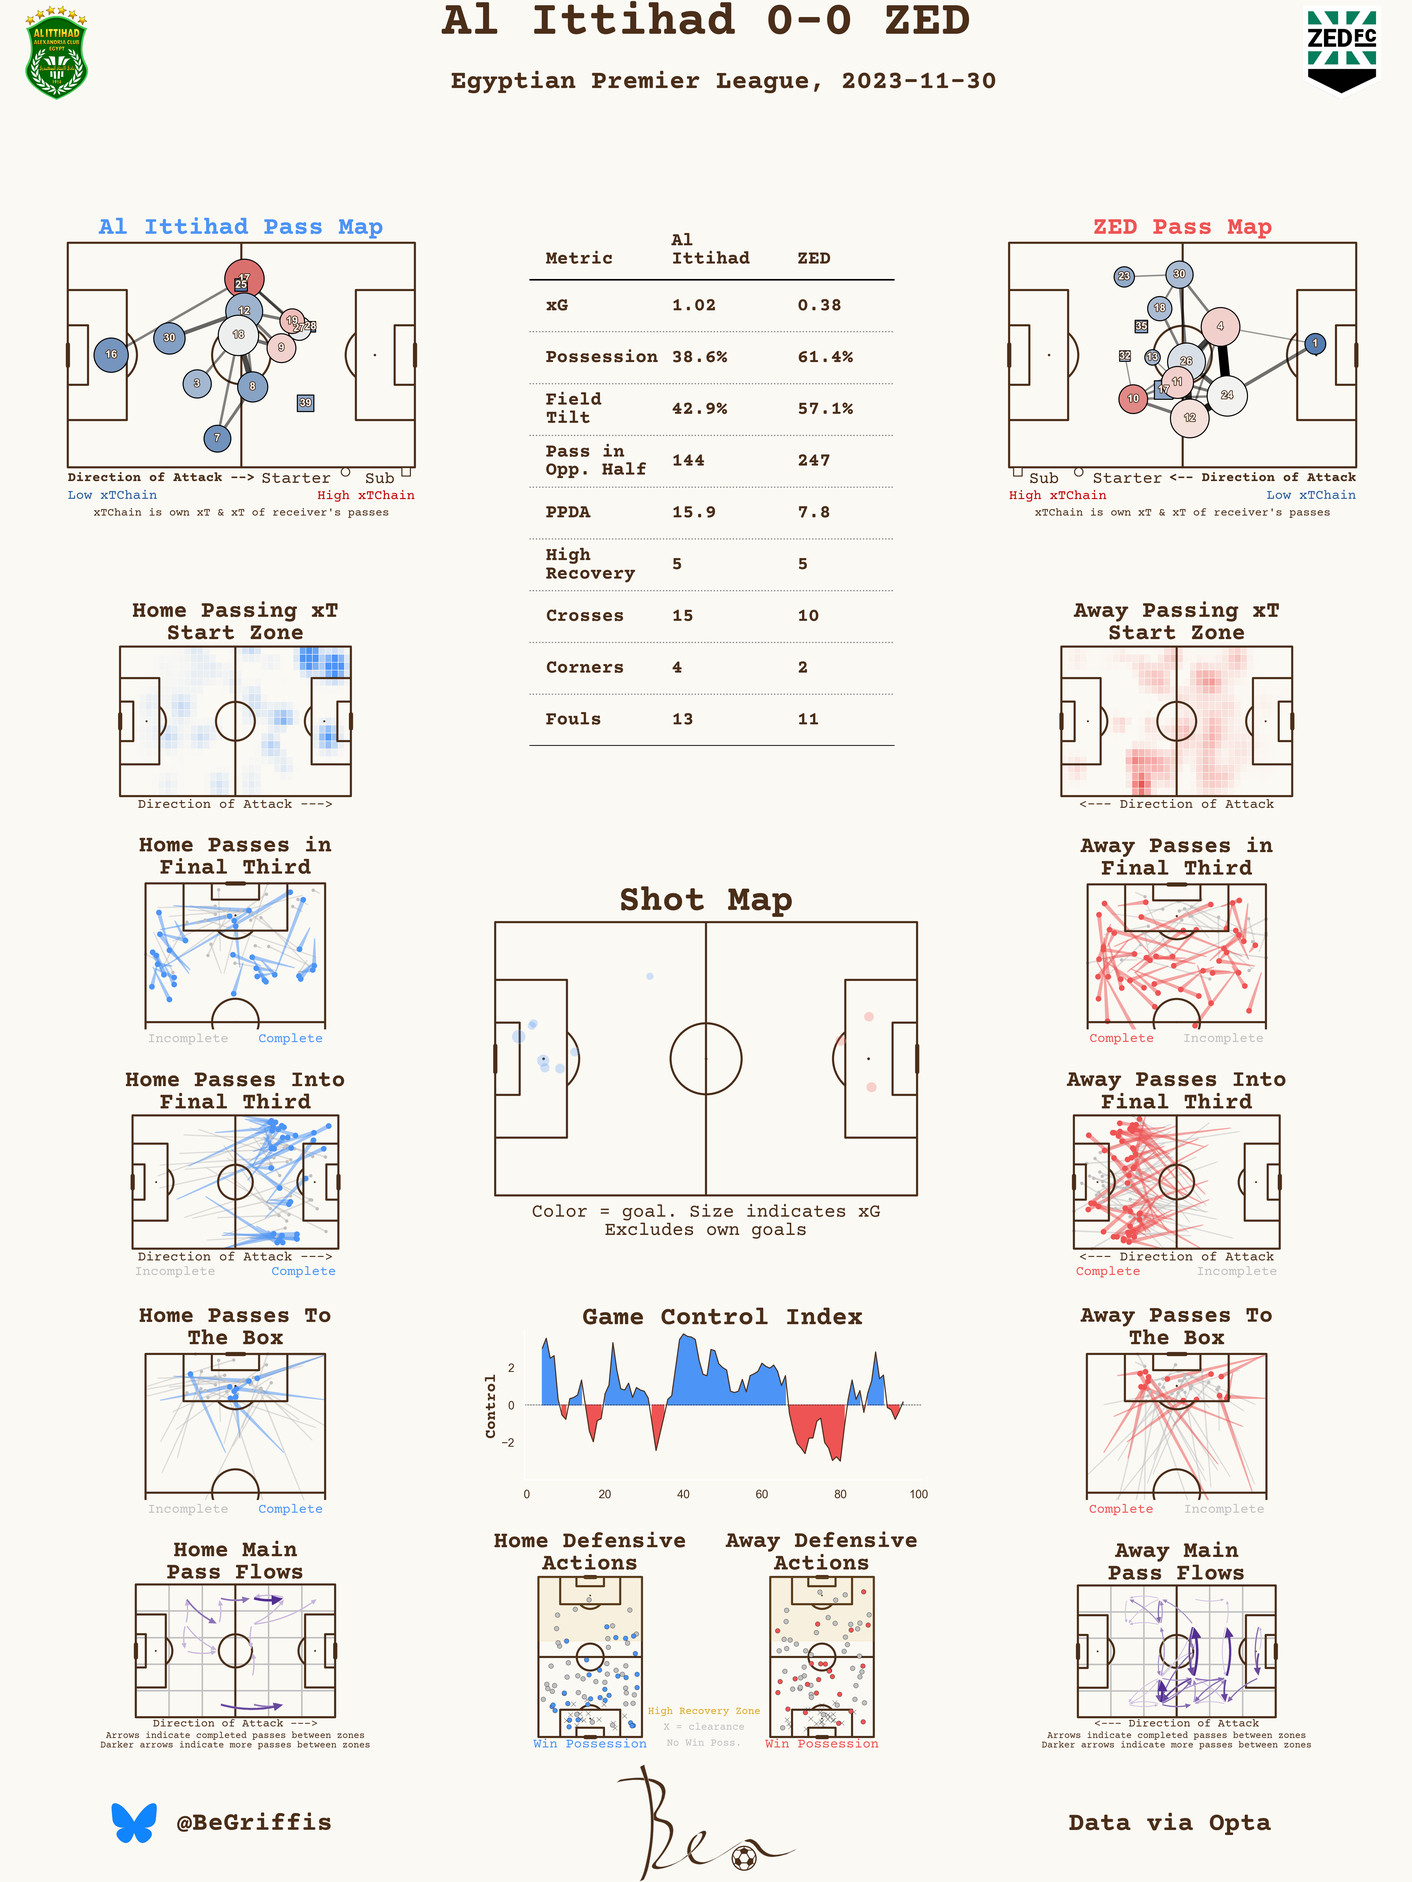 Al Ittihad 0-0 ZED
Egyptian Premier League, 2023-11-30
AL ITTIHAD
ALEXANDRIA CLUB
EGYPT
1914
ZEDFC
Al Ittihad Pass Map
17
25
12
19
27
28
18
30
9
16
3
8
39
7
Direction of Attack --> Starter Sub
Low xTChain High xTChain
xTChain is own xT & xT of receiver's passes
Metric Al Ittihad ZED
xG 1.02 0.38
Possession 38.6% 61.4%
Field Tilt 42.9% 57.1%
Pass in Opp. Half 144 247
PPDA 15.9 7.8
High Recovery 5 5
Crosses 15 10
Corners 4 2
Fouls 13 11
ZED Pass Map
23
30
18
35
4
1
32
13
26
11
17
10
24
12
Sub Starter <-- Direction of Attack
High xTChain Low xTChain
xTChain is own xT & xT of receiver's passes
Home Passing xT
Start Zone
Direction of Attack --->
Away Passing xT
Start Zone
<--- Direction of Attack
Home Passes in
Final Third
Incomplete Complete
Away Passes in
Final Third
Complete Incomplete
Shot Map
Color = goal. Size indicates xG
Excludes own goals
Home Passes Into
Final Third
Direction of Attack --->
Incomplete Complete
Away Passes Into
Final Third
<--- Direction of Attack
Complete Incomplete
Home Passes To
The Box
Incomplete Complete
Game Control Index
Control
2
0
−2
0 20 40 60 80 100
Away Passes To
The Box
Complete Incomplete
Home Main
Pass Flows
Direction of Attack --->
Arrows indicate completed passes between zones
Darker arrows indicate more passes between zones
Home Defensive
Actions
Win Possession
High Recovery Zone
X = clearance
No Win Poss.
Away Defensive
Actions
Win Possession
Away Main
Pass Flows
<--- Direction of Attack
Arrows indicate completed passes between zones
Darker arrows indicate more passes between zones
@BeGriffis
Ben
Data via Opta